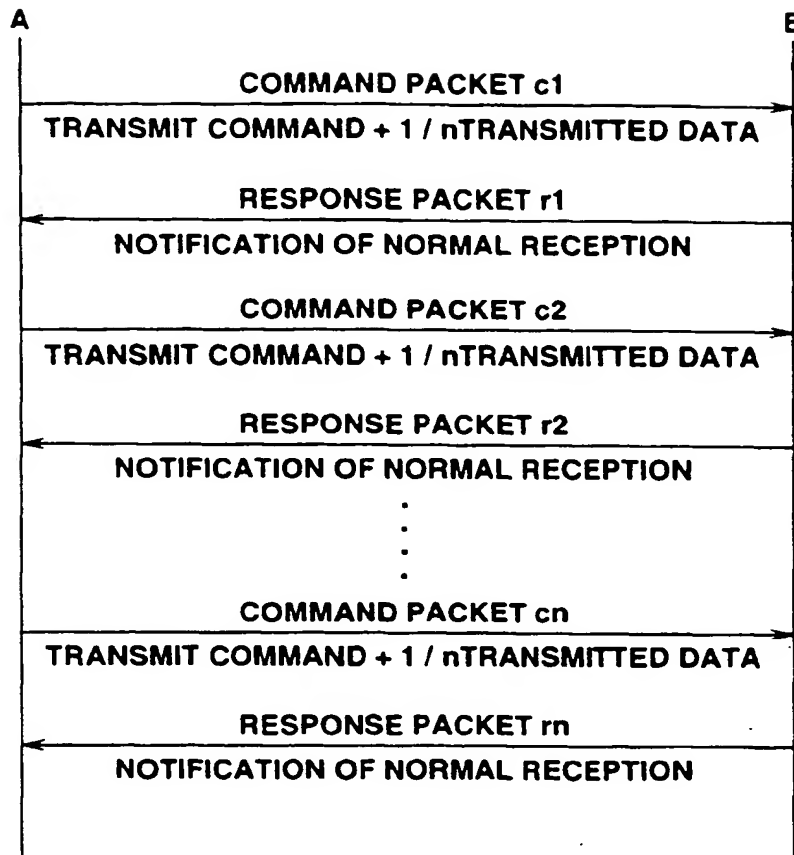 A
COMMAND PACKET c1
TRANSMIT COMMAND + 1 / nTRANSMITTED DATA
RESPONSE PACKET r1
NOTIFICATION OF NORMAL RECEPTION
COMMAND PACKET c2
TRANSMIT COMMAND + 1 / nTRANSMITTED DATA
RESPONSE PACKET r2
NOTIFICATION OF NORMAL RECEPTION
COMMAND PACKET cn
TRANSMIT COMMAND + 1 / nTRANSMITTED DATA
RESPONSE PACKET rn
NOTIFICATION OF NORMAL RECEPTION